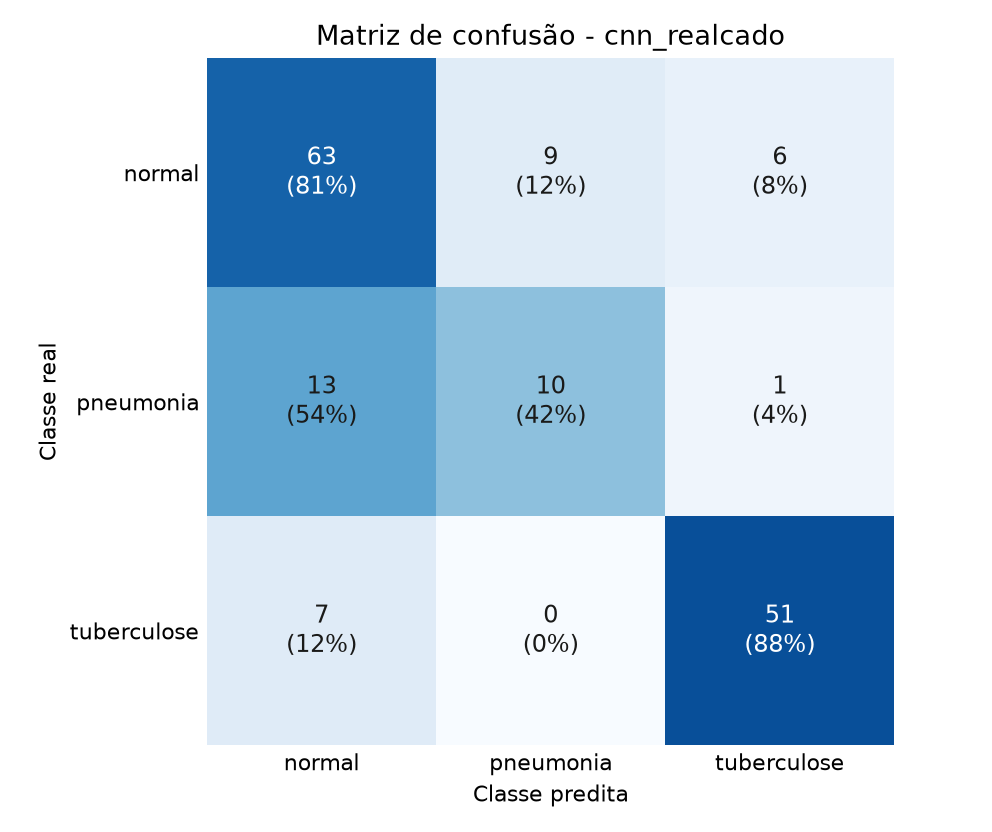 Matriz de confusão - cnn_realcado
normal
63
(81%)
9
(12%)
6
(8%)
Classe real
pneumonia
13
(54%)
10
(42%)
1
(4%)
tuberculose
7
(12%)
0
(0%)
51
(88%)
normal
pneumonia
tuberculose
Classe predita